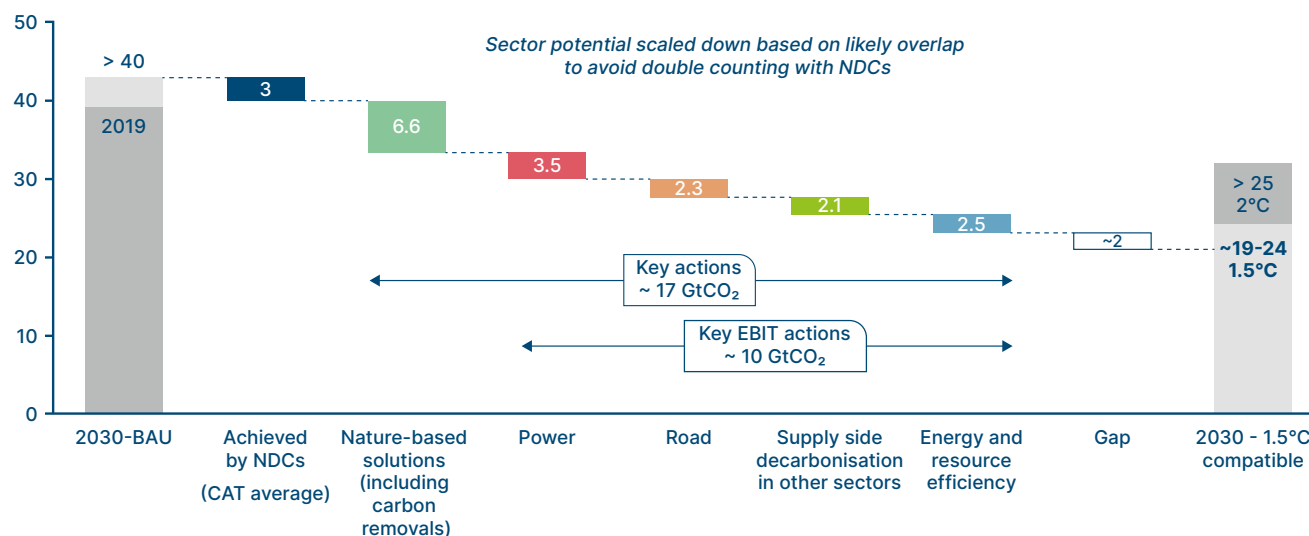 Sector potential scaled down based on likely overlap
to avoid double counting with NDCs
50
40
30
20
10
0
> 40
2019
3
6.6
3.5
2.3
2.1
2.5
~2
> 25
2°C
~19-24
1.5°C
Key actions
~ 17 GtCO₂
Key EBIT actions
~ 10 GtCO₂
2030-BAU
Achieved
by NDCs
(CAT average)
Nature-based
solutions
(including
carbon
removals)
Power
Road
Supply side
decarbonisation
in other sectors
Energy and
resource
efficiency
Gap
2030 - 1.5°C
compatible